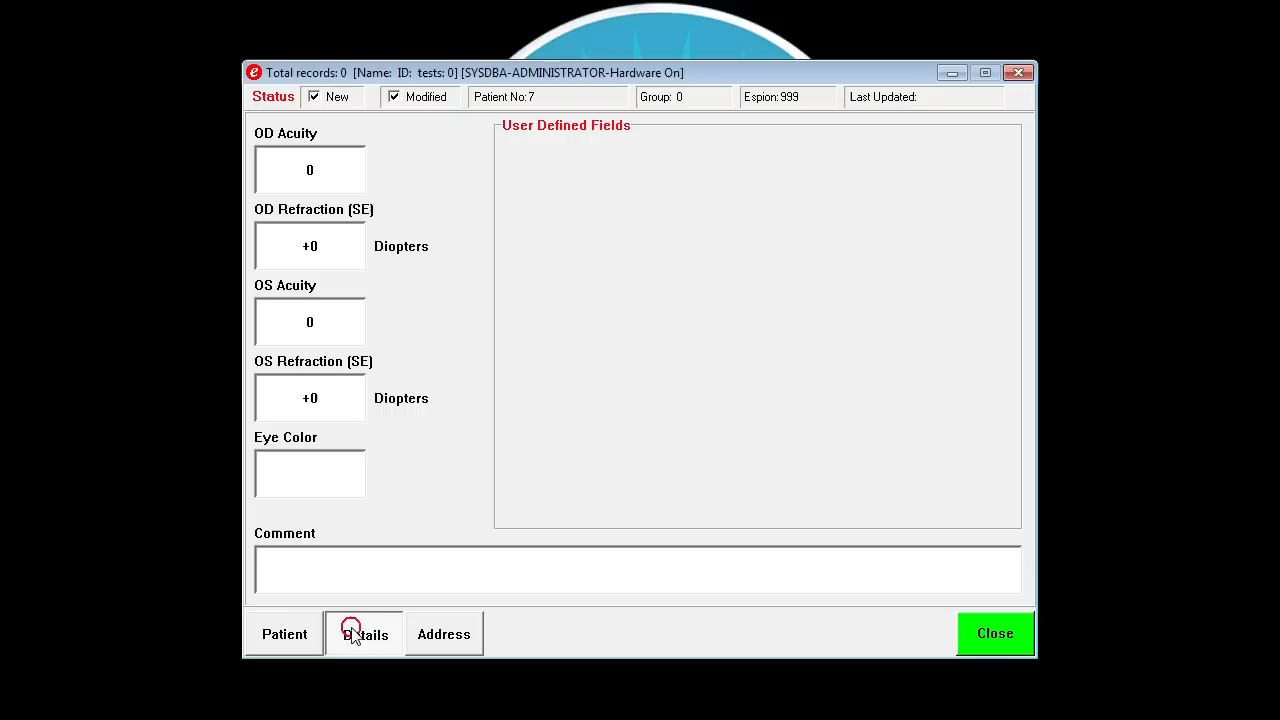 Total records: 0 [Name: ID: tests: 0] [SYSDBA-ADMINISTRATOR-Hardware On]
Status New Modified Patient No: 7 Group: 0 Espion: 999 Last Updated:
OD Acuity
0
OD Refraction (SE)
+0 Diopters
OS Acuity
0
OS Refraction (SE)
+0 Diopters
Eye Color
User Defined Fields
Comment
Patient Details Address Close